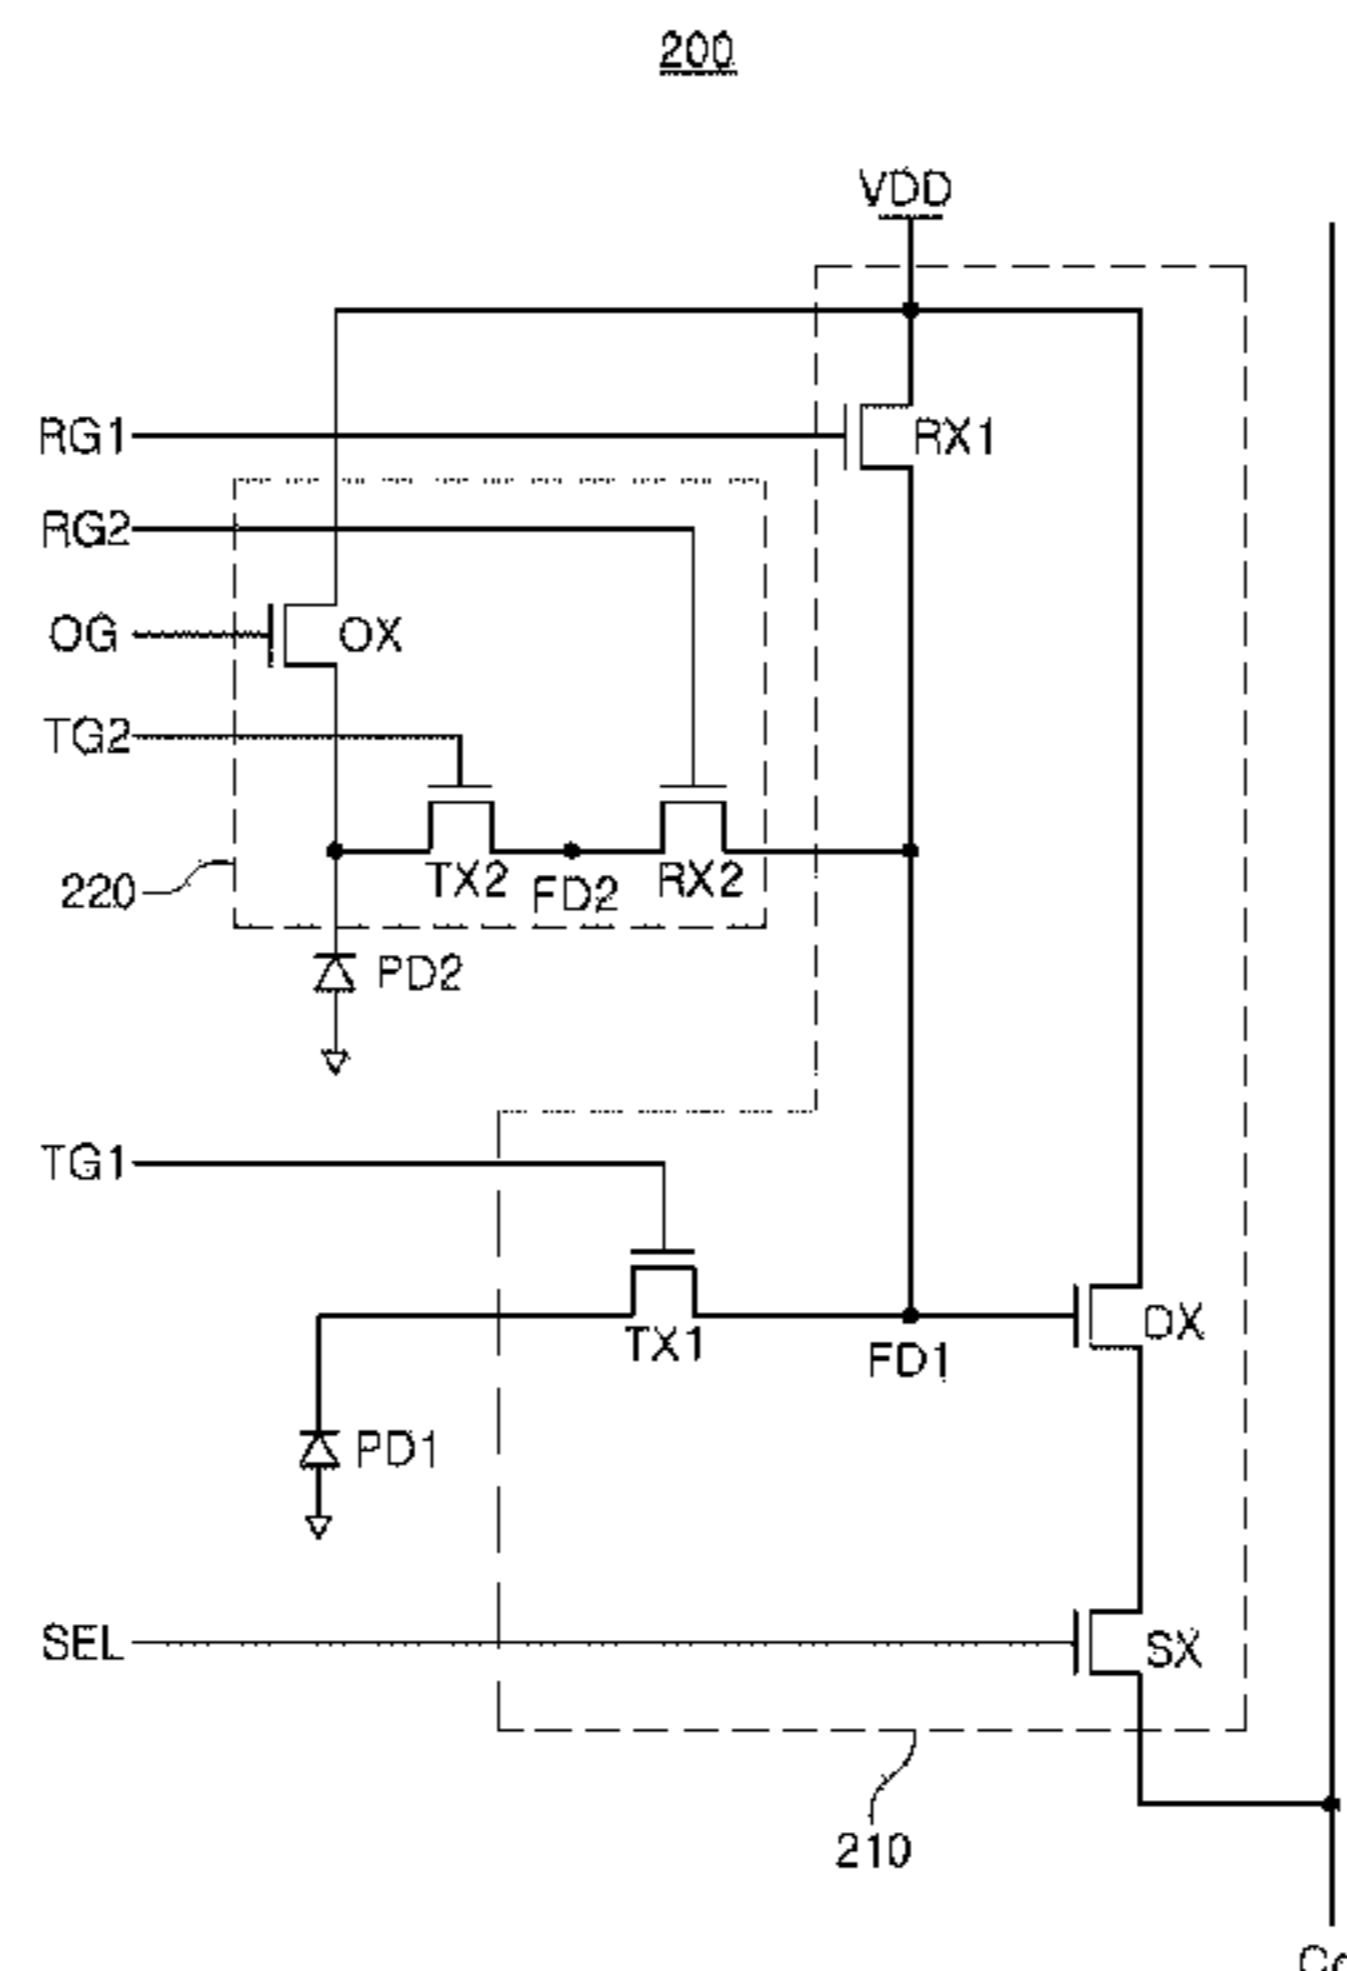 200
VDD
RG1
RX1
RG2
OG
OX
TG2
TX2
FD2
RX2
220
PD2
TG1
TX1
FD1
DX
PD1
SEL
SX
210